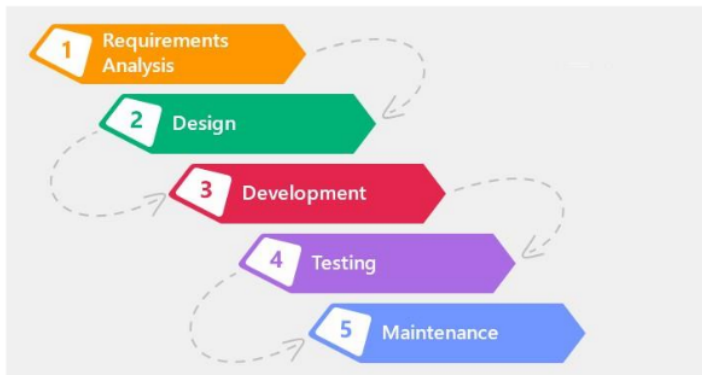 1 Requirements
Analysis
2 Design
3 Development
4 Testing
5 Maintenance